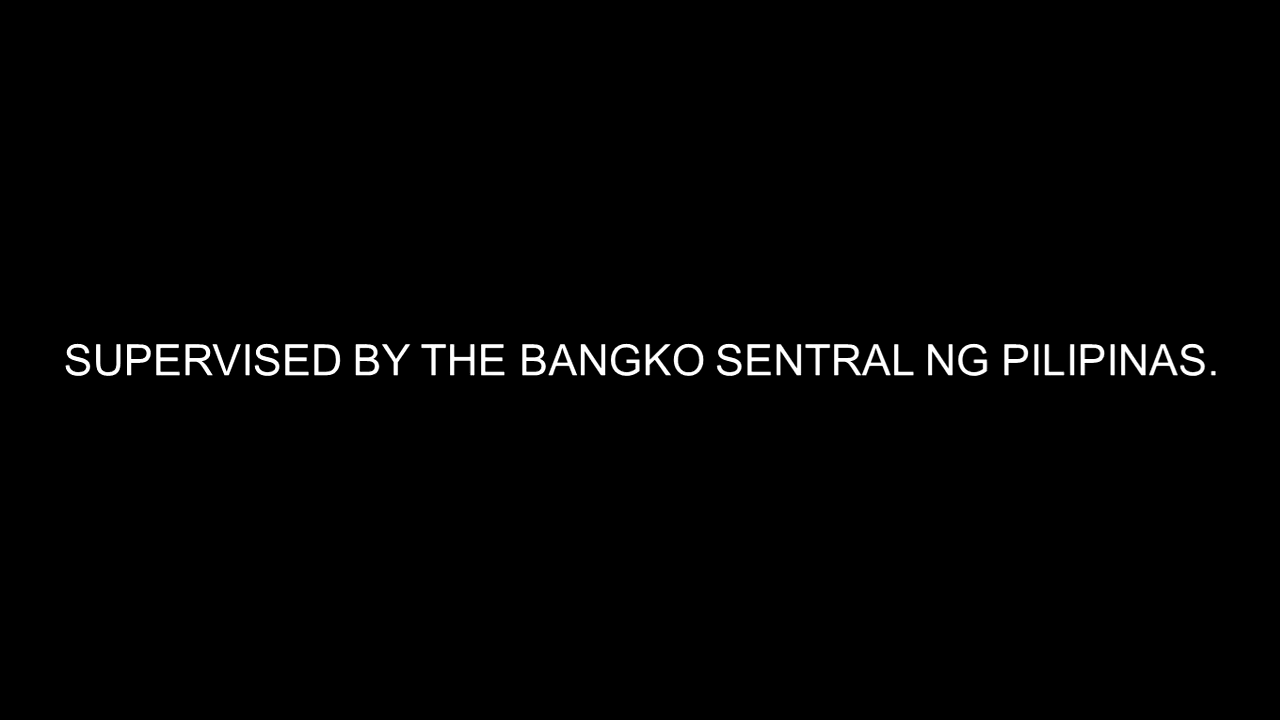 SUPERVISED BY THE BANGKO SENTRAL NG PILIPINAS.